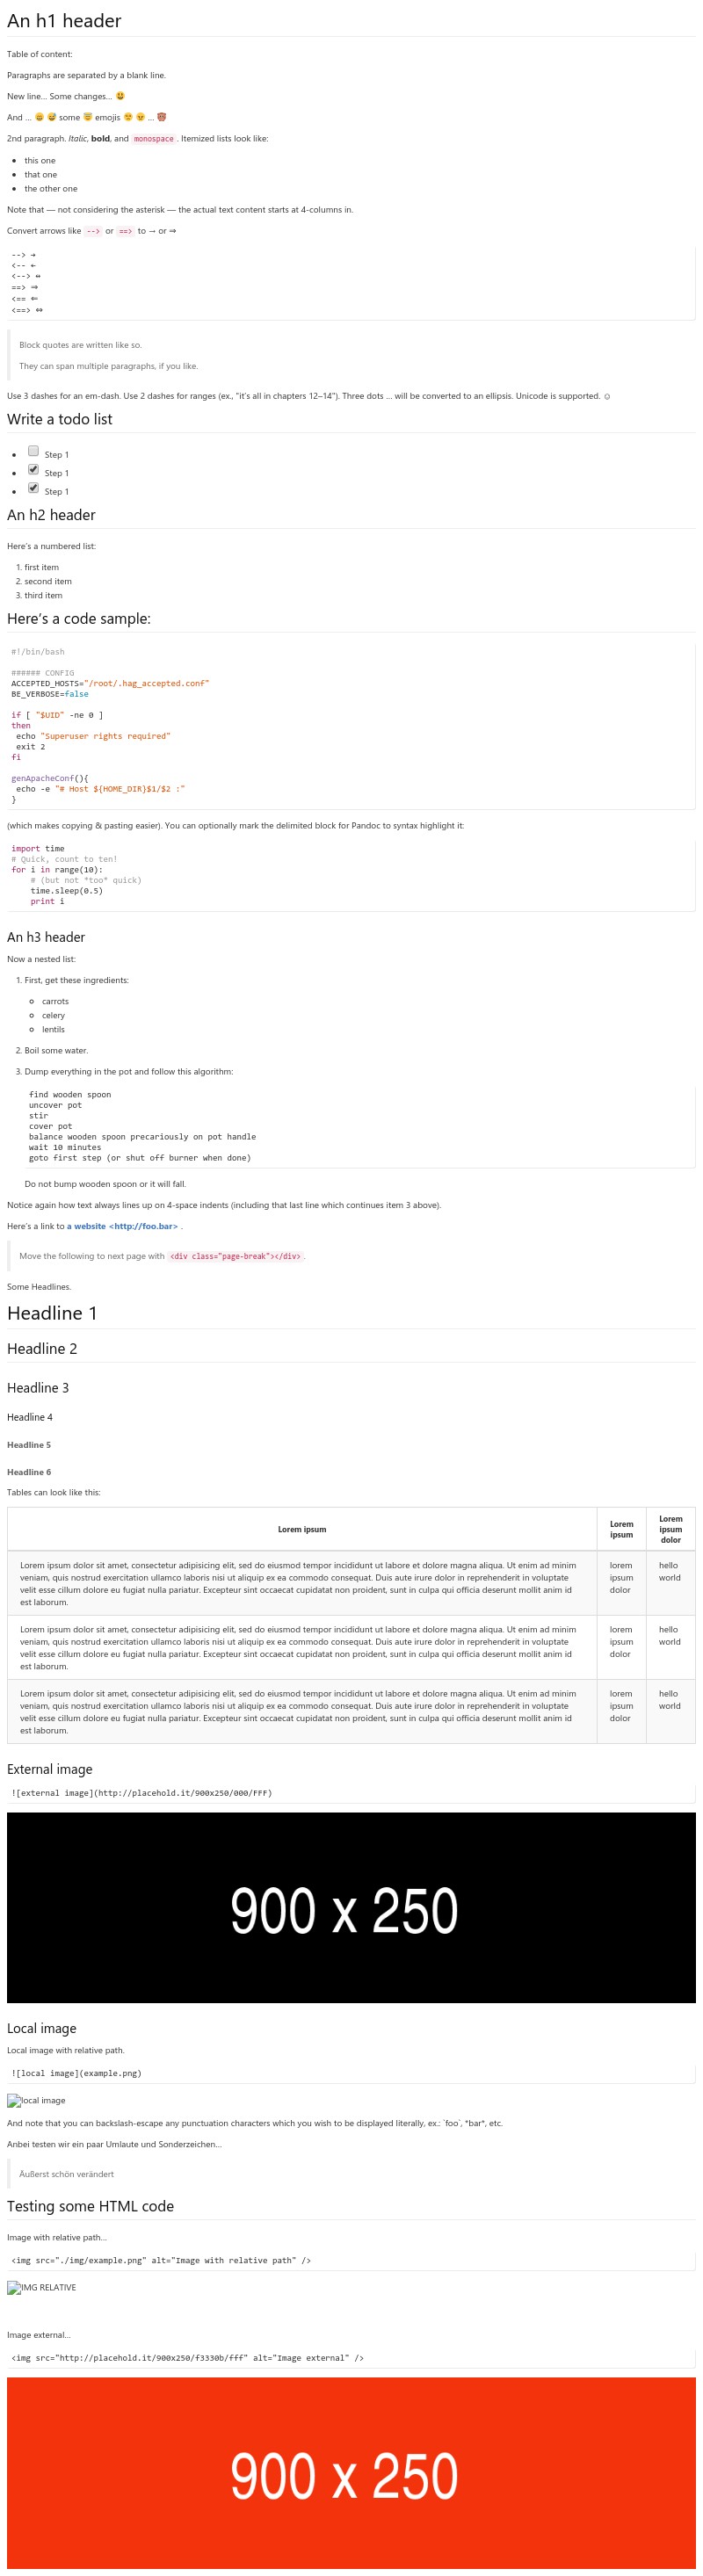 An h1 header
Table of content:
Paragraphs are separated by a blank line.
New line... Some changes... 😃
And ... 😄 😅 some 😇 emojis 😏 😠 ... 👹
2nd paragraph. Italic, bold, and monospace . Itemized lists look like:
• this one
• that one
• the other one
Note that — not considering the asterisk — the actual text content starts at 4-columns in.
Convert arrows like --> or ==> to → or ⇒
--> →
<-- ←
<--> ↔
==> ⇒
<== ⇐
<==> ⇔
Block quotes are written like so.
They can span multiple paragraphs, if you like.
Use 3 dashes for an em-dash. Use 2 dashes for ranges (ex., "it's all in chapters 12–14"). Three dots ... will be converted to an ellipsis. Unicode is supported. ☺
Write a todo list
• ☐ Step 1
• ☑ Step 1
• ☑ Step 1
An h2 header
Here's a numbered list:
1. first item
2. second item
3. third item
Here's a code sample:
#!/bin/bash
###### CONFIG
ACCEPTED_HOSTS="/root/.hag_accepted.conf"
BE_VERBOSE=false
if [ "$UID" -ne 0 ]
then
 echo "Superuser rights required"
 exit 2
fi
genApacheConf(){
 echo -e "# Host ${HOME_DIR}$1/$2 :"
}
(which makes copying & pasting easier). You can optionally mark the delimited block for Pandoc to syntax highlight it:
import time
# Quick, count to ten!
for i in range(10):
    # (but not *too* quick)
    time.sleep(0.5)
    print i
An h3 header
Now a nested list:
1. First, get these ingredients:
○ carrots
○ celery
○ lentils
2. Boil some water.
3. Dump everything in the pot and follow this algorithm:
find wooden spoon
uncover pot
stir
cover pot
balance wooden spoon precariously on pot handle
wait 10 minutes
goto first step (or shut off burner when done)
Do not bump wooden spoon or it will fall.
Notice again how text always lines up on 4-space indents (including that last line which continues item 3 above).
Here's a link to a website <http://foo.bar> .
Move the following to next page with <div class="page-break"></div>.
Some Headlines.
Headline 1
Headline 2
Headline 3
Headline 4
Headline 5
Headline 6
Tables can look like this:
Lorem ipsum
Lorem
ipsum
Lorem
ipsum
dolor
Lorem ipsum dolor sit amet, consectetur adipisicing elit, sed do eiusmod tempor incididunt ut labore et dolore magna aliqua. Ut enim ad minim
veniam, quis nostrud exercitation ullamco laboris nisi ut aliquip ex ea commodo consequat. Duis aute irure dolor in reprehenderit in voluptate
velit esse cillum dolore eu fugiat nulla pariatur. Excepteur sint occaecat cupidatat non proident, sunt in culpa qui officia deserunt mollit anim id
est laborum.
lorem
ipsum
dolor
hello
world
Lorem ipsum dolor sit amet, consectetur adipisicing elit, sed do eiusmod tempor incididunt ut labore et dolore magna aliqua. Ut enim ad minim
veniam, quis nostrud exercitation ullamco laboris nisi ut aliquip ex ea commodo consequat. Duis aute irure dolor in reprehenderit in voluptate
velit esse cillum dolore eu fugiat nulla pariatur. Excepteur sint occaecat cupidatat non proident, sunt in culpa qui officia deserunt mollit anim id
est laborum.
lorem
ipsum
dolor
hello
world
Lorem ipsum dolor sit amet, consectetur adipisicing elit, sed do eiusmod tempor incididunt ut labore et dolore magna aliqua. Ut enim ad minim
veniam, quis nostrud exercitation ullamco laboris nisi ut aliquip ex ea commodo consequat. Duis aute irure dolor in reprehenderit in voluptate
velit esse cillum dolore eu fugiat nulla pariatur. Excepteur sint occaecat cupidatat non proident, sunt in culpa qui officia deserunt mollit anim id
est laborum.
lorem
ipsum
dolor
hello
world
External image
![external image](http://placehold.it/900x250/000/FFF)
900 x 250
Local image
Local image with relative path.
![local image](example.png)
local image
And note that you can backslash-escape any punctuation characters which you wish to be displayed literally, ex.: `foo`, *bar*, etc.
Anbei testen wir ein paar Umlaute und Sonderzeichen...
Äußerst schön verändert
Testing some HTML code
Image with relative path...
<img src="./img/example.png" alt="Image with relative path" />
IMG RELATIVE
Image external...
<img src="http://placehold.it/900x250/f3330b/fff" alt="Image external" />
900 x 250